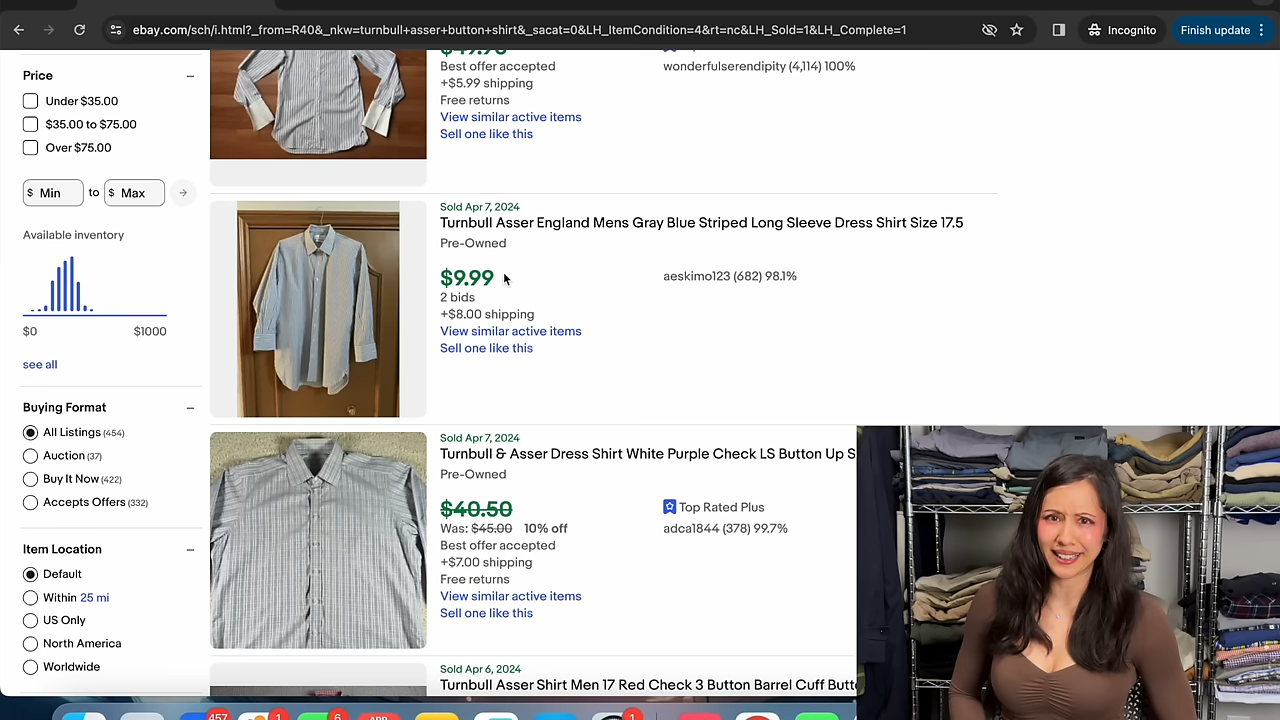 ebay.com/sch/i.html?_from=R40&_nkw=turnbull+asser+button+shirt&_sacat=0&LH_ItemCondition=4&rt=nc&LH_Sold=1&LH_Complete=1
Incognito
Finish update
Price
Under $35.00
$35.00 to $75.00
Over $75.00
$ Min to $ Max
Available inventory
$0 $1000
see all
Buying Format
All Listings (454)
Auction (37)
Buy It Now (422)
Accepts Offers (332)
Item Location
Default
Within 25 mi
US Only
North America
Worldwide
Best offer accepted
wonderfulserendipity (4,114) 100%
+$5.99 shipping
Free returns
View similar active items
Sell one like this
Sold Apr 7, 2024
Turnbull Asser England Mens Gray Blue Striped Long Sleeve Dress Shirt Size 17.5
Pre-Owned
$9.99
aeskimo123 (682) 98.1%
2 bids
+$8.00 shipping
View similar active items
Sell one like this
Sold Apr 7, 2024
Turnbull & Asser Dress Shirt White Purple Check LS Button Up S
Pre-Owned
$40.50
Top Rated Plus
Was: $45.00 10% off
adca1844 (378) 99.7%
Best offer accepted
+$7.00 shipping
Free returns
View similar active items
Sell one like this
Sold Apr 6, 2024
Turnbull Asser Shirt Men 17 Red Check 3 Button Barrel Cuff Butt
457
1
6
1